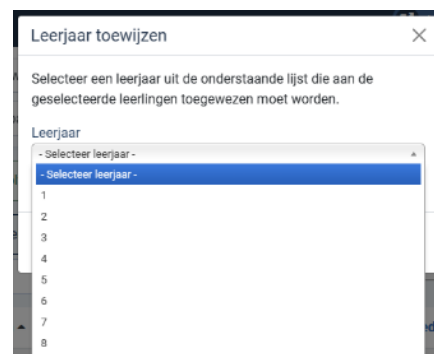 Leerjaar toewijzen
Selecteer een leerjaar uit de onderstaande lijst die aan de
geselecteerde leerlingen toegewezen moet worden.
Leerjaar
- Selecteer leerjaar -
- Selecteer leerjaar -
1
2
3
4
5
6
7
8